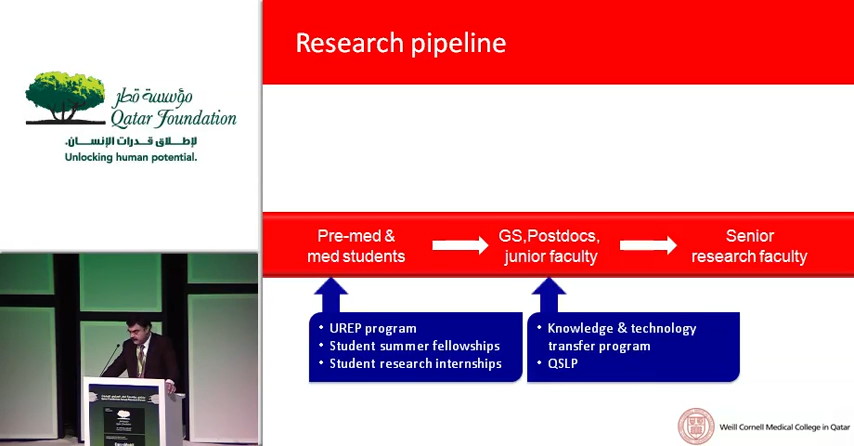 مؤسسة قطر
Qatar Foundation
لإطلاق قدرات الإنسان.
Unlocking human potential.
Research pipeline
Pre-med &
med students
GS,Postdocs,
junior faculty
Senior
research faculty
• UREP program
• Student summer fellowships
• Student research internships
• Knowledge & technology
transfer program
• QSLP
Weill Cornell Medical College in Qatar